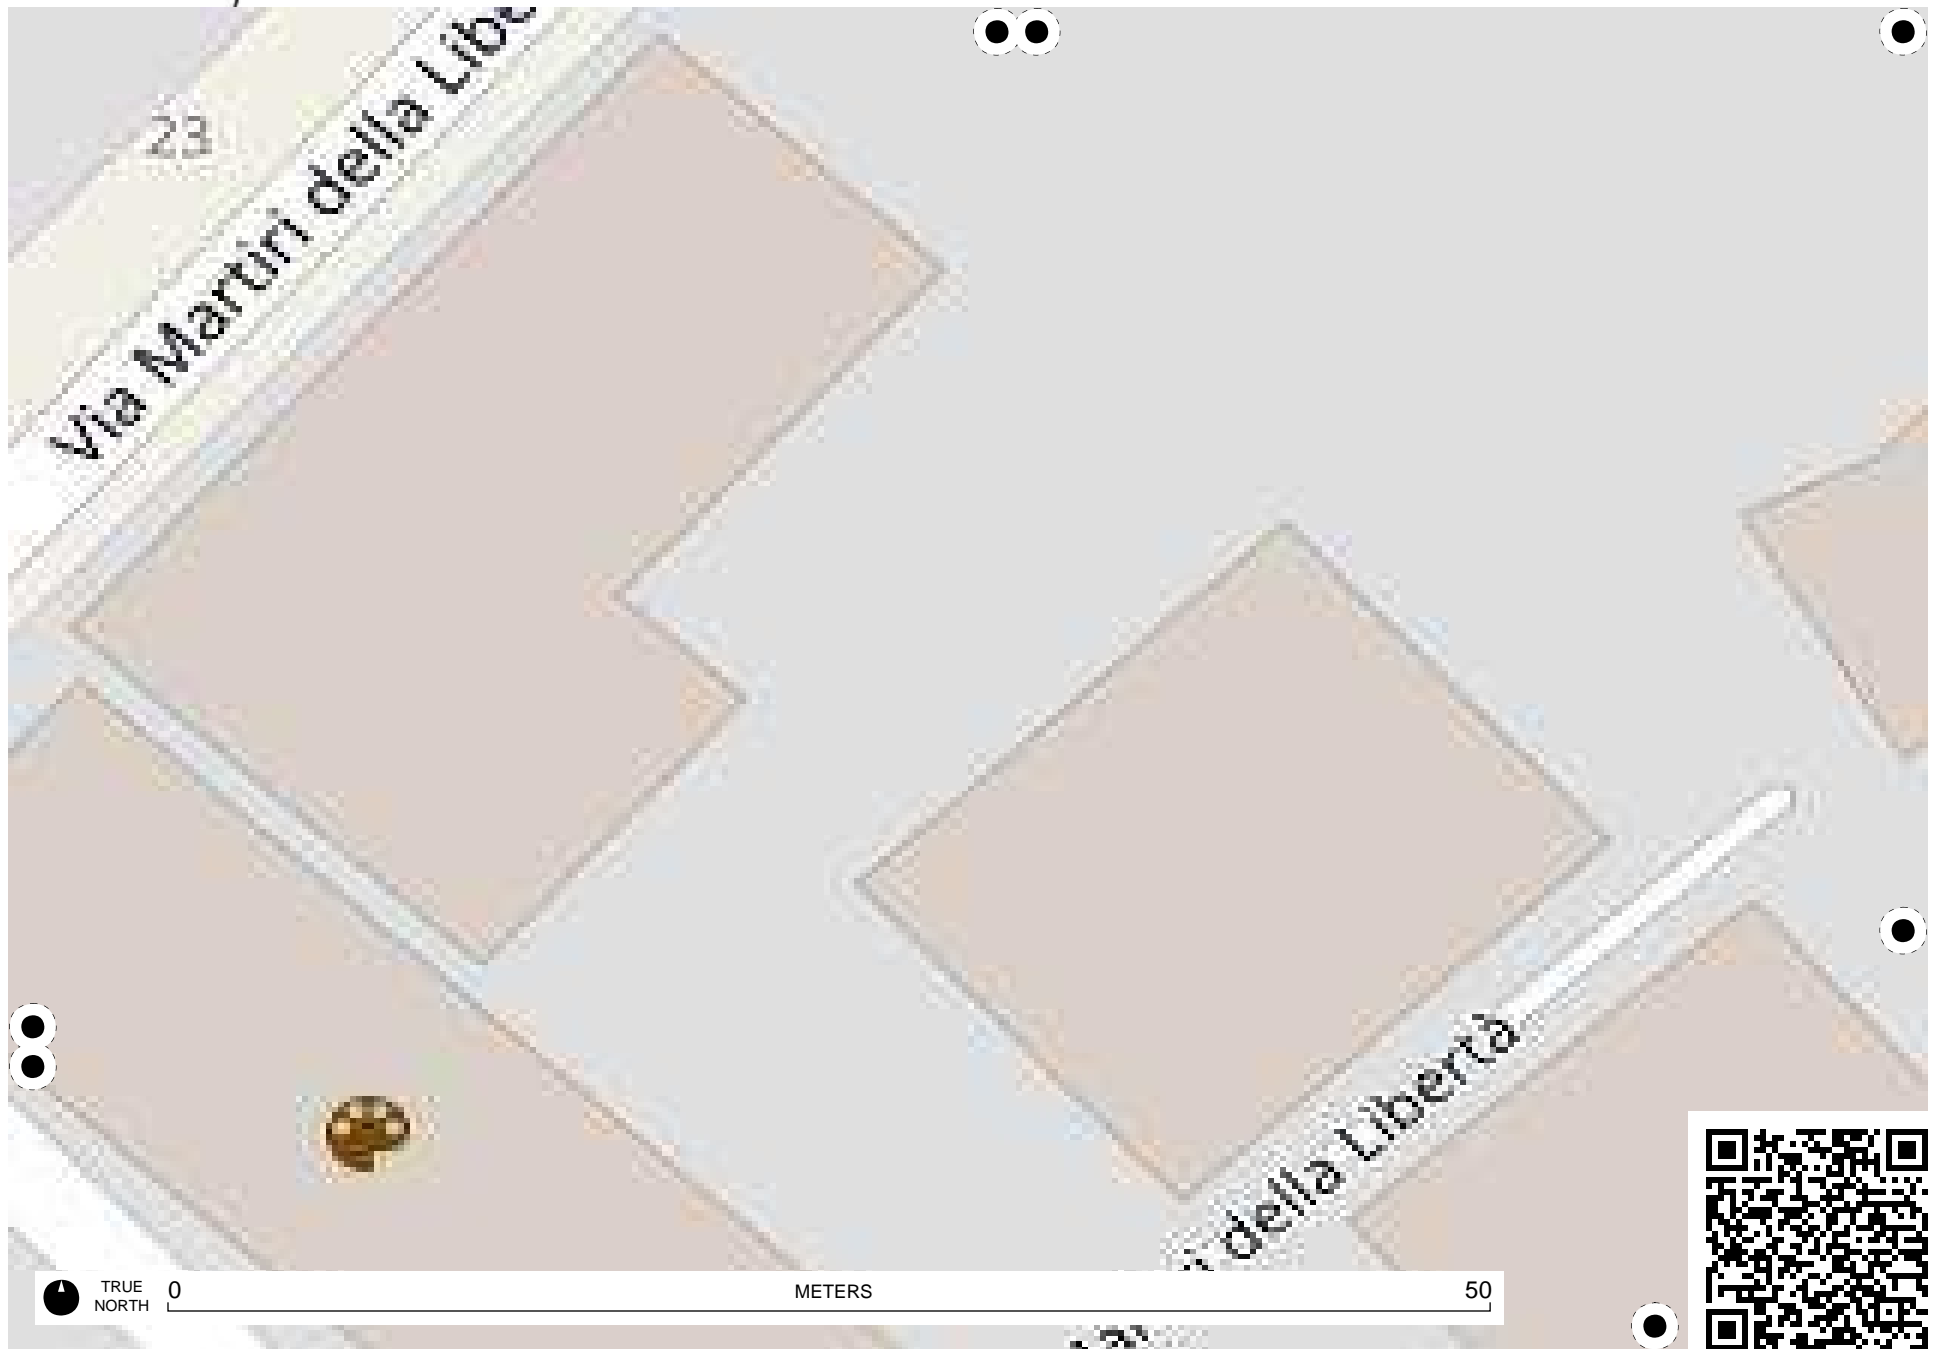 Via Martiri della Libe
23
della Libertà
TRUE
NORTH
0
METERS
50